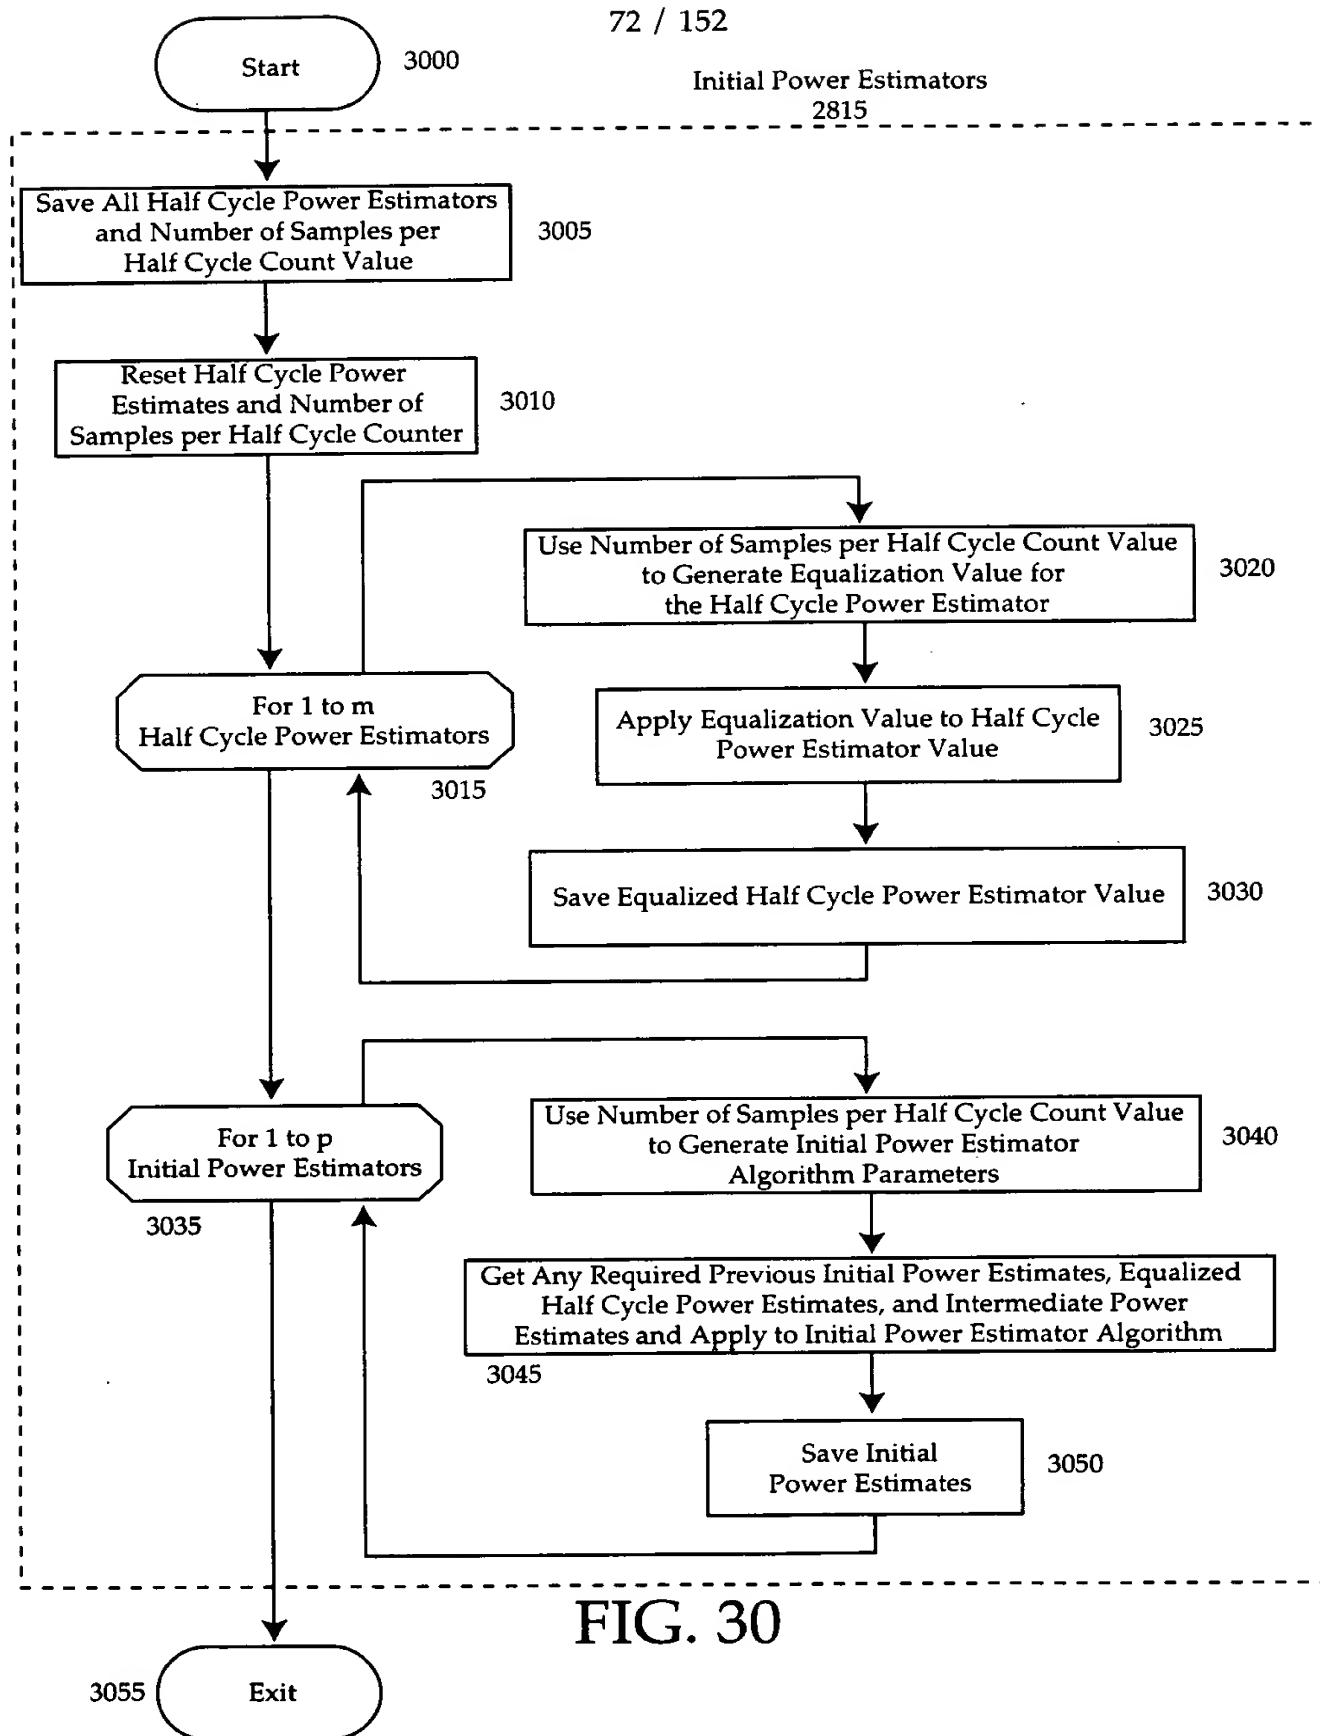 72 / 152
Start
3000
Initial Power Estimators
2815
Save All Half Cycle Power Estimators
and Number of Samples per
Half Cycle Count Value
3005
Reset Half Cycle Power
Estimates and Number of
Samples per Half Cycle Counter
3010
Use Number of Samples per Half Cycle Count Value
to Generate Equalization Value for
the Half Cycle Power Estimator
3020
For 1 to m
Half Cycle Power Estimators
3015
Apply Equalization Value to Half Cycle
Power Estimator Value
3025
Save Equalized Half Cycle Power Estimator Value
3030
For 1 to p
Initial Power Estimators
3035
Use Number of Samples per Half Cycle Count Value
to Generate Initial Power Estimator
Algorithm Parameters
3040
Get Any Required Previous Initial Power Estimates, Equalized
Half Cycle Power Estimates, and Intermediate Power
Estimates and Apply to Initial Power Estimator Algorithm
3045
Save Initial
Power Estimates
3050
FIG. 30
3055
Exit